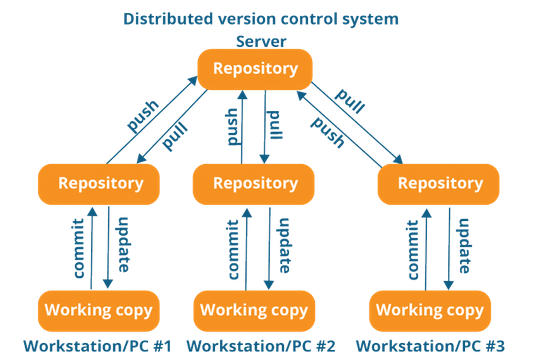 Distributed version control system
Server
Repository
push
pull
push
pull
push
pull
Repository
Repository
Repository
commit
update
commit
update
commit
update
Working copy
Working copy
Working copy
Workstation/PC #1
Workstation/PC #2
Workstation/PC #3